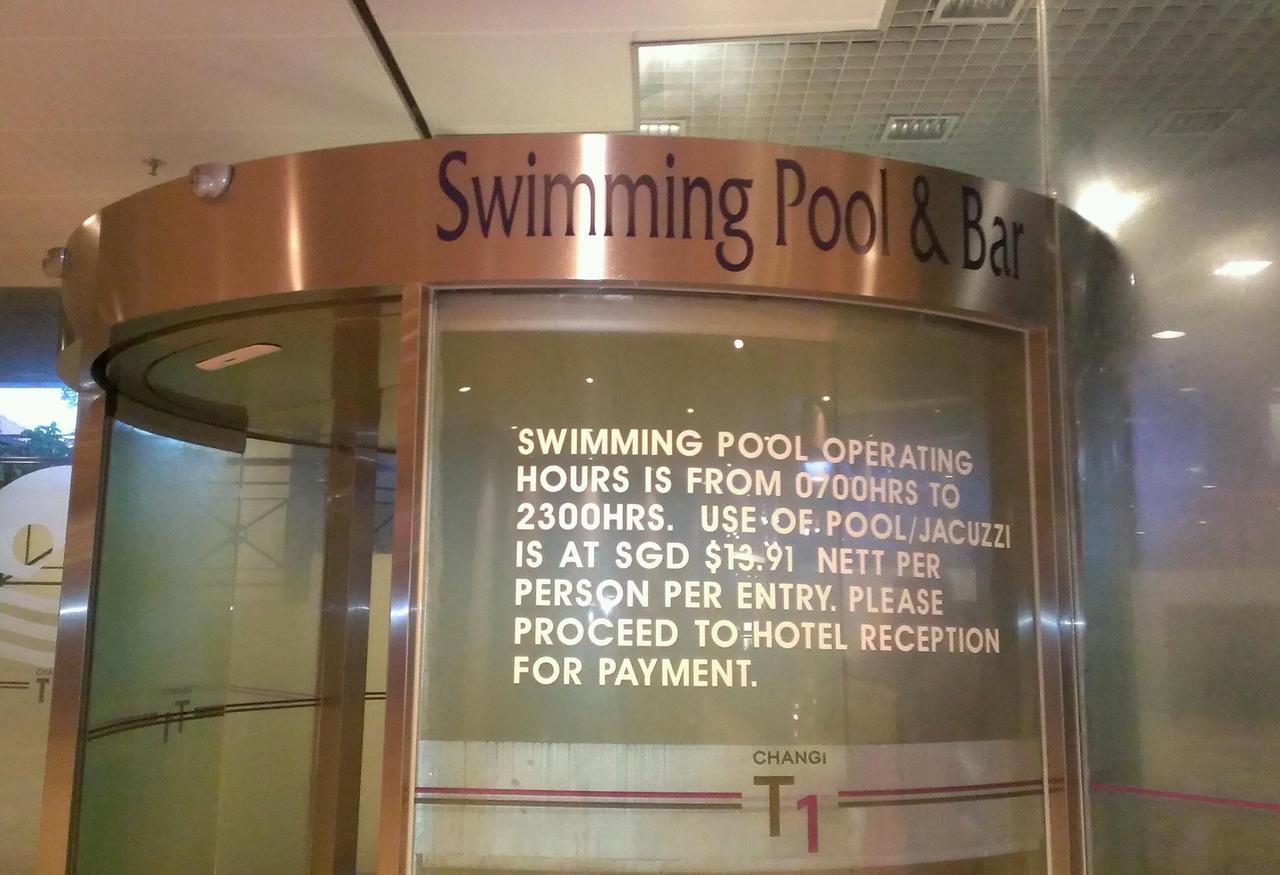 Swimming Pool & Bar
SWIMMING POOL OPERATING
HOURS IS FROM 0700HRS TO
2300HRS. USE OF POOL/JACUZZI
IS AT SGD $13.91 NETT PER
PERSON PER ENTRY. PLEASE
PROCEED TO HOTEL RECEPTION
FOR PAYMENT.
CHANGI
T1